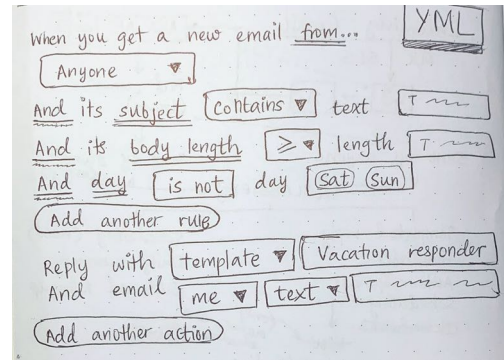 YML
When you get a new email from...
Anyone
And its subject contains text T
And its body length ≥ length T
And day is not day Sat Sun
Add another rule
Reply with template Vacation responder
And email me text T
Add another action